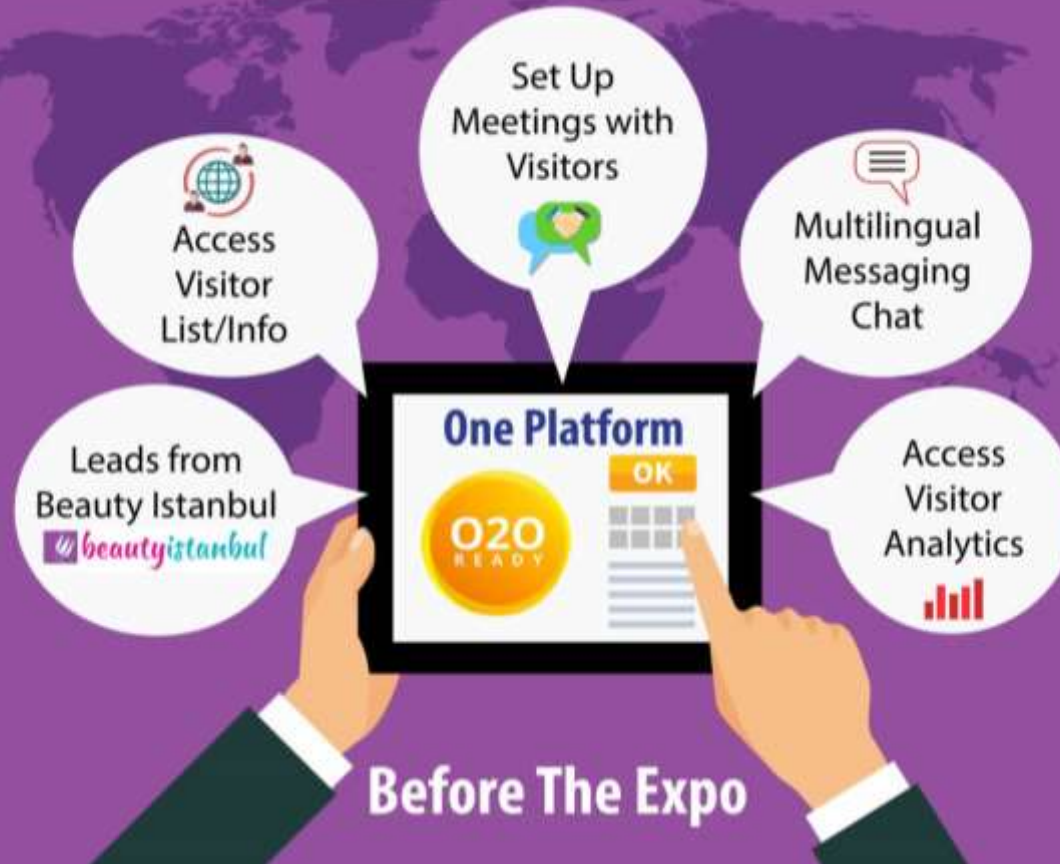 Set Up
Meetings with
Visitors
Access
Visitor
List/Info
Multilingual
Messaging
Chat
Leads from
Beauty Istanbul
beautyistanbul
One Platform
OK
O2O
READY
Access
Visitor
Analytics
Before The Expo